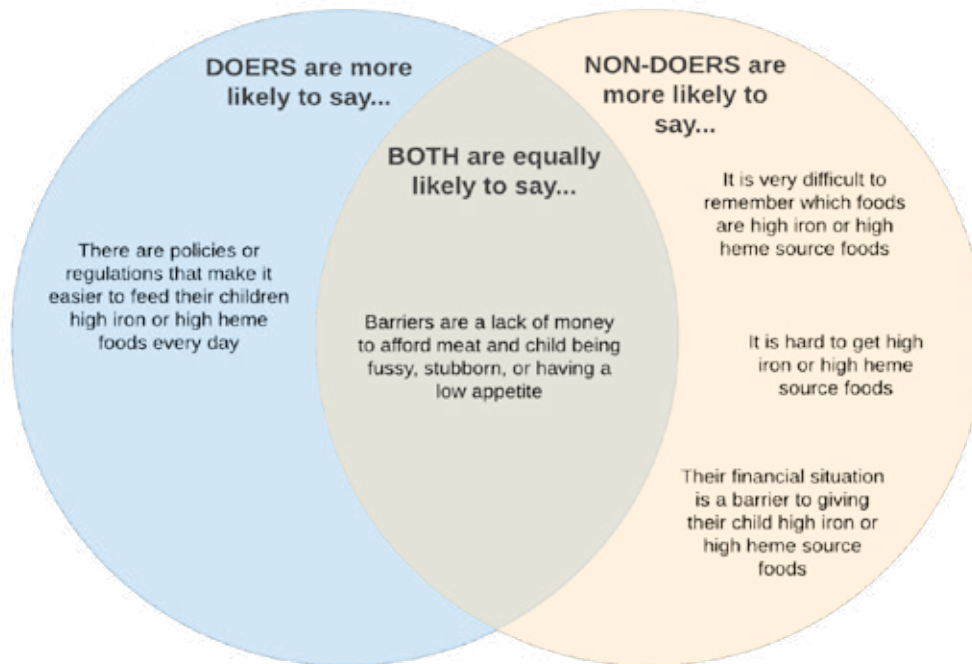 DOERS are more
likely to say...
There are policies or
regulations that make it
easier to feed their children
high iron or high heme
foods every day
BOTH are equally
likely to say...
Barriers are a lack of money
to afford meat and child being
fussy, stubborn, or having a
low appetite
NON-DOERS are
more likely to
say...
It is very difficult to
remember which foods
are high iron or high
heme source foods
It is hard to get high
iron or high heme
source foods
Their financial situation
is a barrier to giving
their child high iron or
high heme source
foods